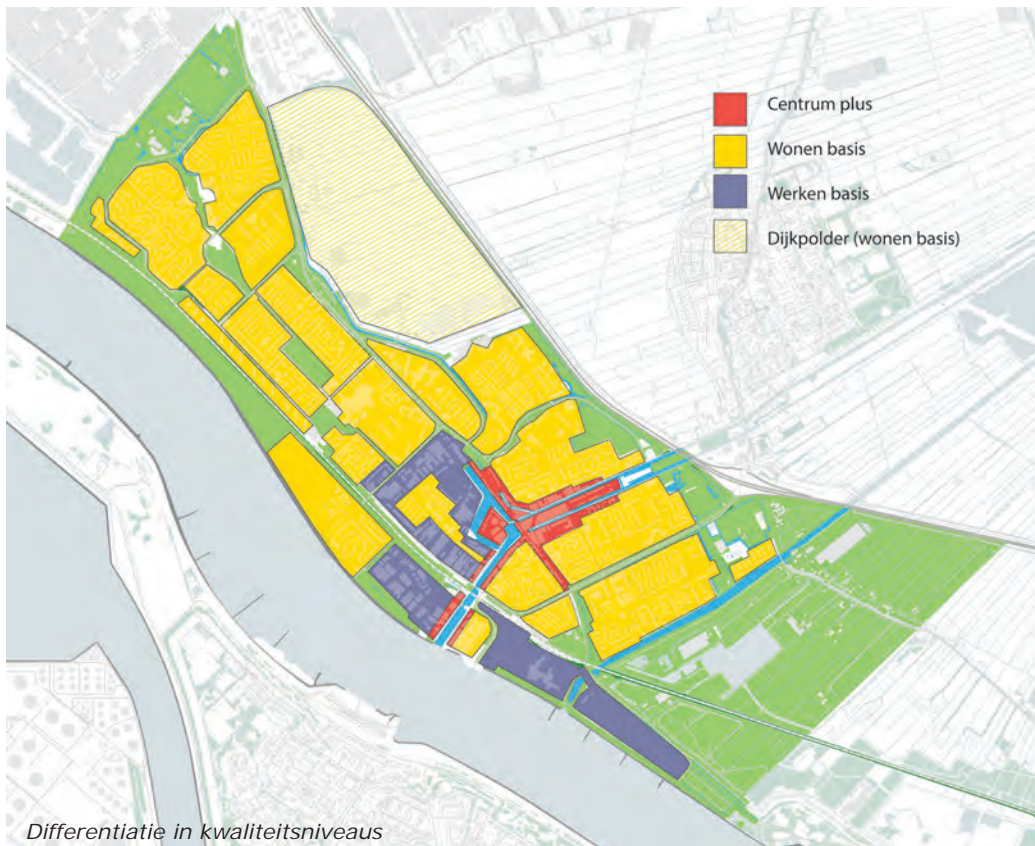 Centrum plus
Wonen basis
Werken basis
Dijkpolder (wonen basis)
Differentiatie in kwaliteitsniveaus